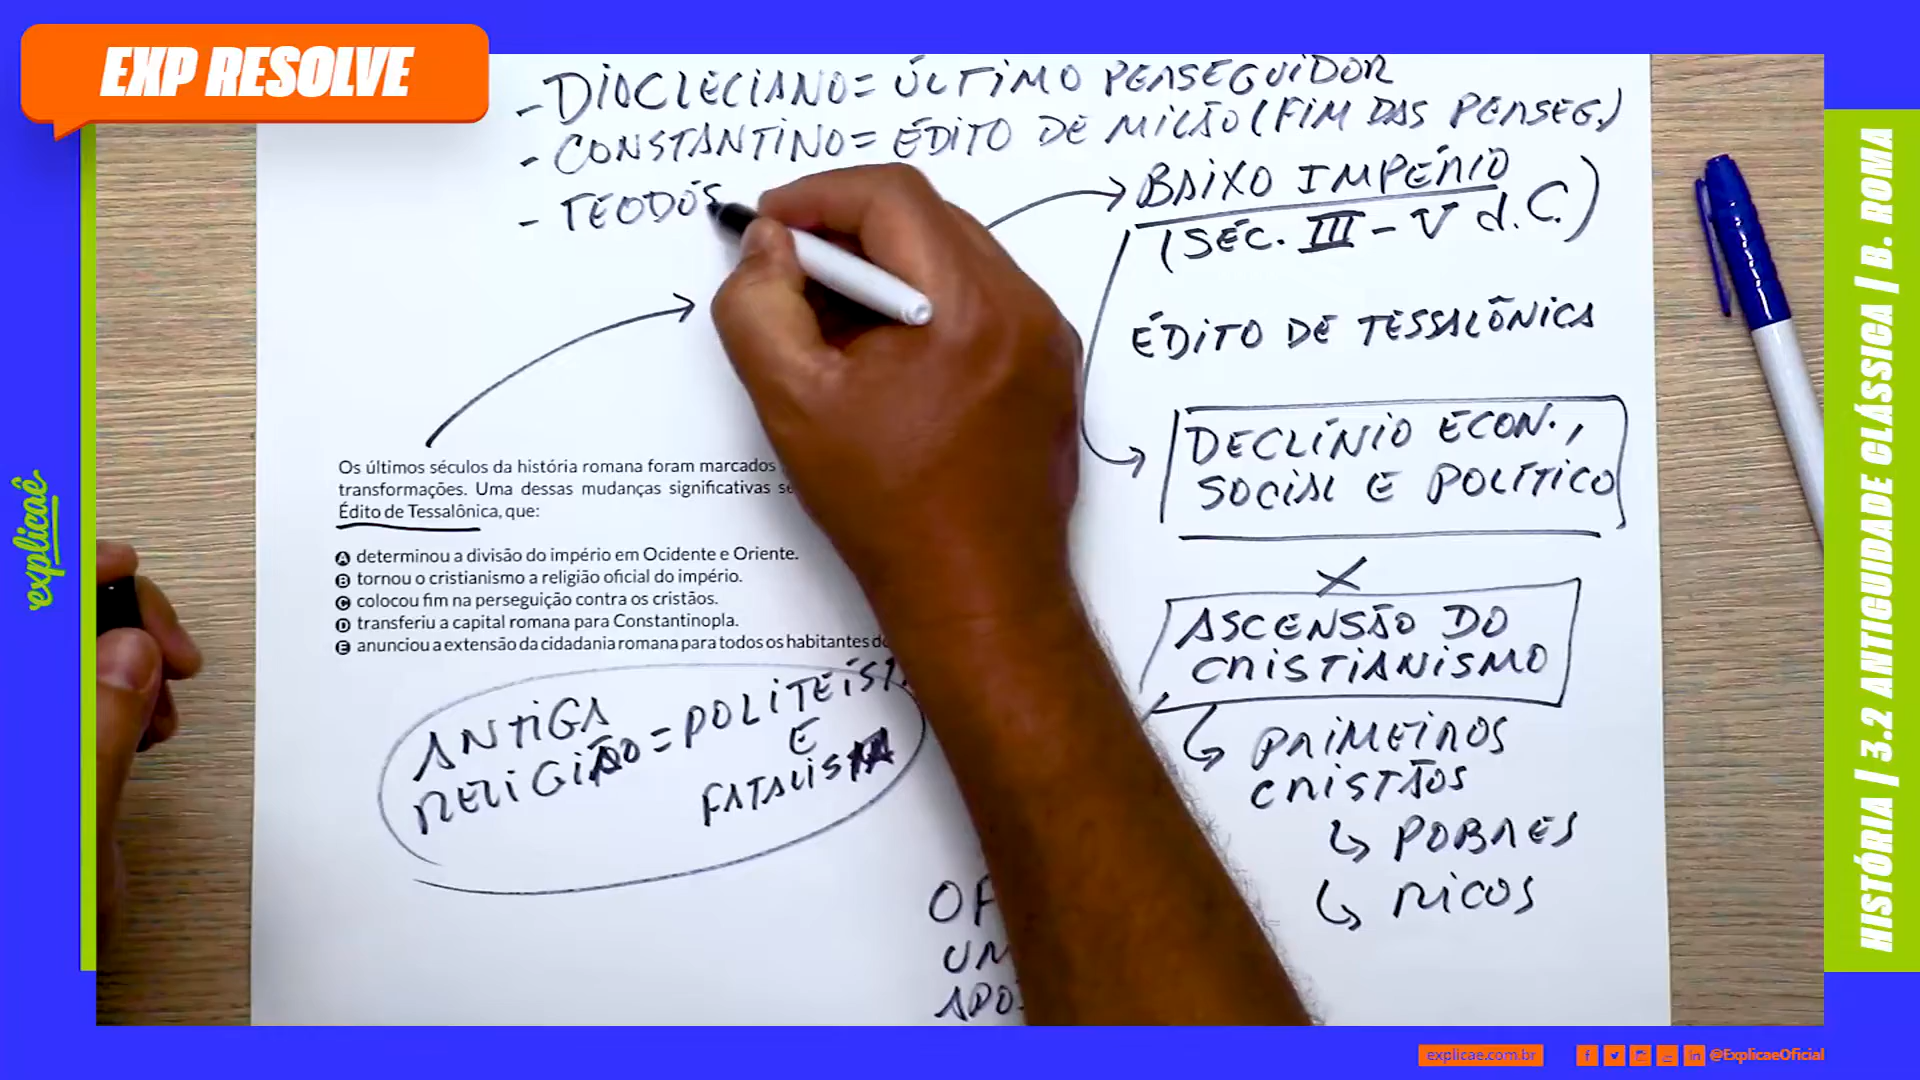 EXP RESOLVE
- DIOCLECIANO = ÚLTIMO PERSEGUIDOR
- CONSTANTINO = ÉDITO DE MILÃO (FIM DAS PERSEG.)
- TEODÓS
BAIXO IMPÉRIO
(SÉC. III - V d.C.)
ÉDITO DE TESSALÔNICA
DECLÍNIO ECON.,
SOCIAL E POLÍTICO
X
ASCENSÃO DO
CRISTIANISMO
PRIMEIROS
CRISTÃOS
POBRES
RICOS
Os últimos séculos da história romana foram marcados
transformações. Uma dessas mudanças significativas
Édito de Tessalônica, que:
A determinou a divisão do império em Ocidente e Oriente.
B tornou o cristianismo a religião oficial do império.
C colocou fim na perseguição contra os cristãos.
D transferiu a capital romana para Constantinopla.
E anunciou a extensão da cidadania romana para todos os habitantes
ANTIGA
RELIGIÃO = POLITEÍST
E
FATALISTA
explicaê
HISTÓRIA | 3.2 ANTIGUIDADE CLÁSSICA | B. ROMA
explicae.com.br
@ExplicaeOficial